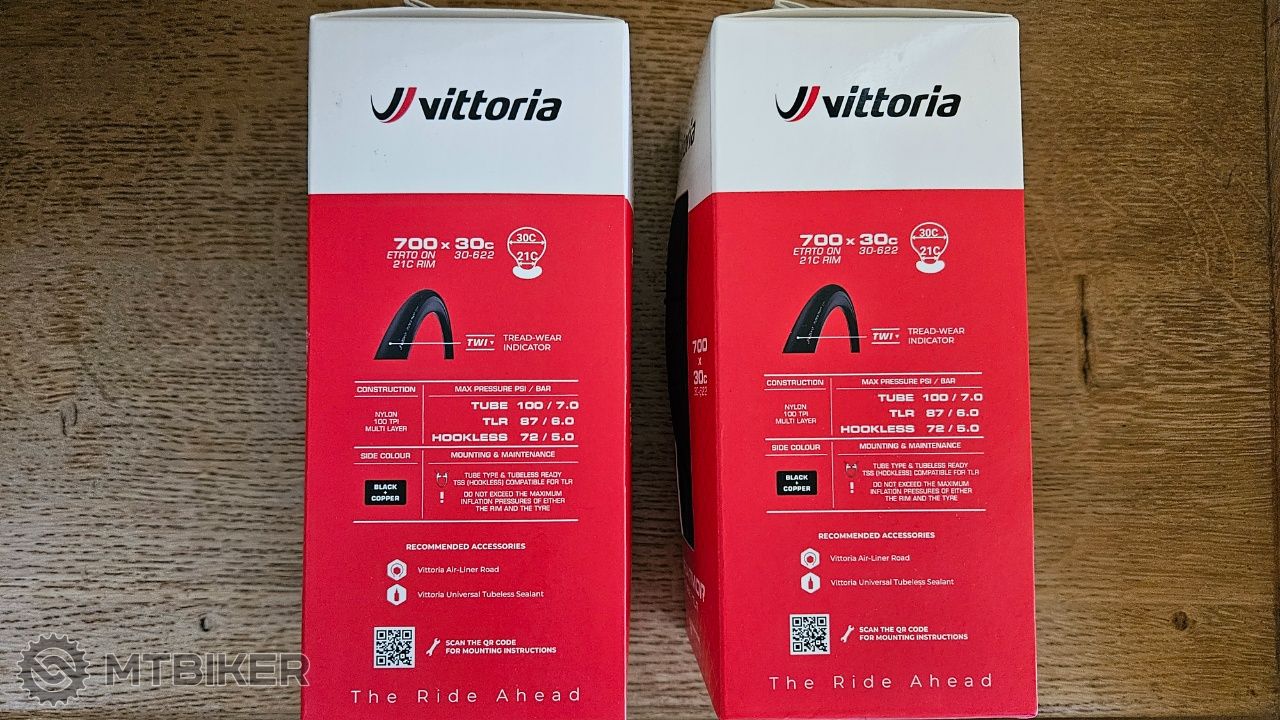 vittoria
700 x 30c
ETRTO ON 30-622
21C RIM
30C
21C
TWI
TREAD-WEAR
INDICATOR
CONSTRUCTION
NYLON
100 TPI
MULTI LAYER
MAX PRESSURE PSI / BAR
TUBE 100 / 7.0
TLR 87 / 6.0
HOOKLESS 72 / 5.0
SIDE COLOUR
BLACK
+
COPPER
MOUNTING & MAINTENANCE
TUBE TYPE & TUBELESS READY
TSS (HOOKLESS) COMPATIBLE FOR TLR
! DO NOT EXCEED THE MAXIMUM
INFLATION PRESSURES OF EITHER
THE RIM AND THE TYRE
RECOMMENDED ACCESSORIES
Vittoria Air-Liner Road
Vittoria Universal Tubeless Sealant
SCAN THE QR CODE
FOR MOUNTING INSTRUCTIONS
The Ride Ahead
vittoria
700 x 30c
ETRTO ON 30-622
21C RIM
30C
21C
TWI
TREAD-WEAR
INDICATOR
700
x
30c
30-622
CONSTRUCTION
NYLON
100 TPI
MULTI LAYER
MAX PRESSURE PSI / BAR
TUBE 100 / 7.0
TLR 87 / 6.0
HOOKLESS 72 / 5.0
SIDE COLOUR
BLACK
+
COPPER
MOUNTING & MAINTENANCE
TUBE TYPE & TUBELESS READY
TSS (HOOKLESS) COMPATIBLE FOR TLR
! DO NOT EXCEED THE MAXIMUM
INFLATION PRESSURES OF EITHER
THE RIM AND THE TYRE
RECOMMENDED ACCESSORIES
Vittoria Air-Liner Road
Vittoria Universal Tubeless Sealant
SCAN THE QR CODE
FOR MOUNTING INSTRUCTIONS
The Ride Ahead
MTBIKER